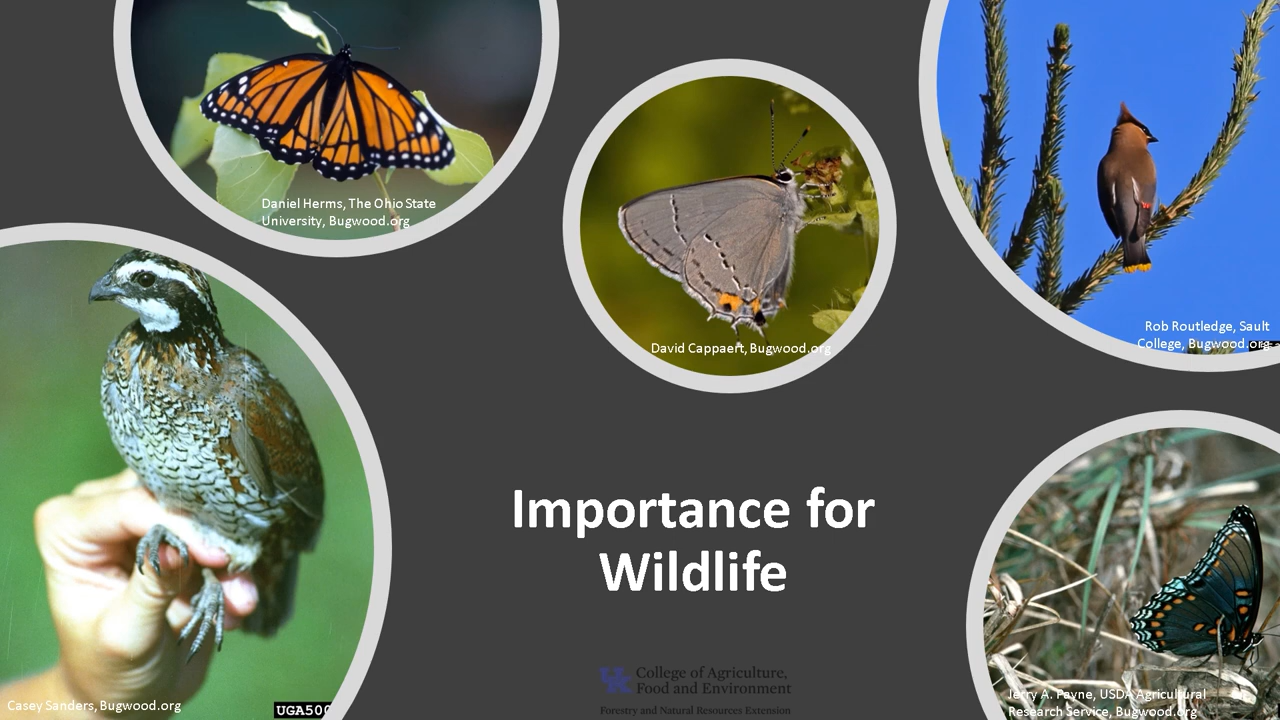 Daniel Herms, The Ohio State
University, Bugwood.org
David Cappaert, Bugwood.org
Rob Routledge, Sault
College, Bugwood.org
Importance for
Wildlife
UK College of Agriculture,
Food and Environment
Forestry and Natural Resources Extension
Casey Sanders, Bugwood.org
UGA500
Jerry A. Payne, USDA Agricultural
Research Service, Bugwood.org